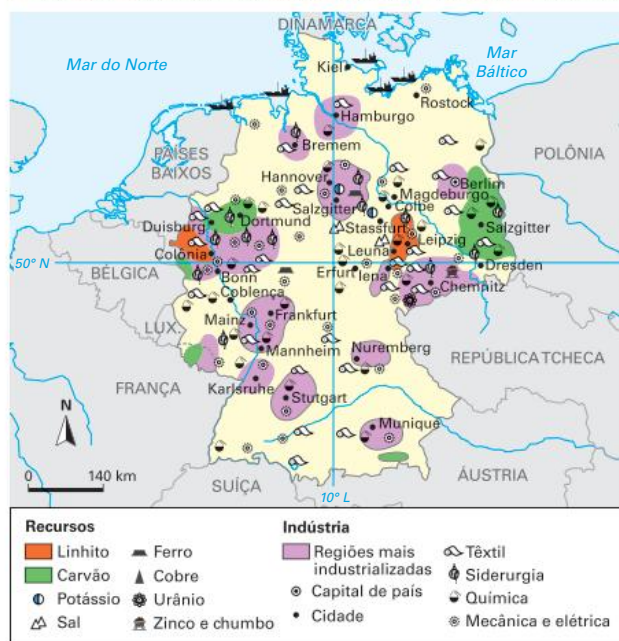 DINAMARCA
Mar do Norte
Mar
Báltico
Kiel
Rostock
Hamburgo
Bremem
PAÍSES
BAIXOS
POLÔNIA
Hannover
Berlim
Magdeburgo
Salzgitter
Colbe
Stassfurt
Duisburg
Dortmund
Salzgitter
Leuna
Leipzig
Colônia
50° N
BÉLGICA
Bonn
Erfurt
Iena
Dresden
Chemnitz
Coblença
LUX.
Mainz
Frankfurt
Mannheim
Nuremberg
REPÚBLICA TCHECA
FRANÇA
Karlsruhe
Stuttgart
N
Munique
0
140 km
SUÍÇA
10° L
ÁUSTRIA
Recursos
Linhito
Carvão
Potássio
Sal
Ferro
Cobre
Urânio
Zinco e chumbo
Indústria
Regiões mais
industrializadas
Capital de país
Cidade
Têxtil
Siderurgia
Química
Mecânica e elétrica